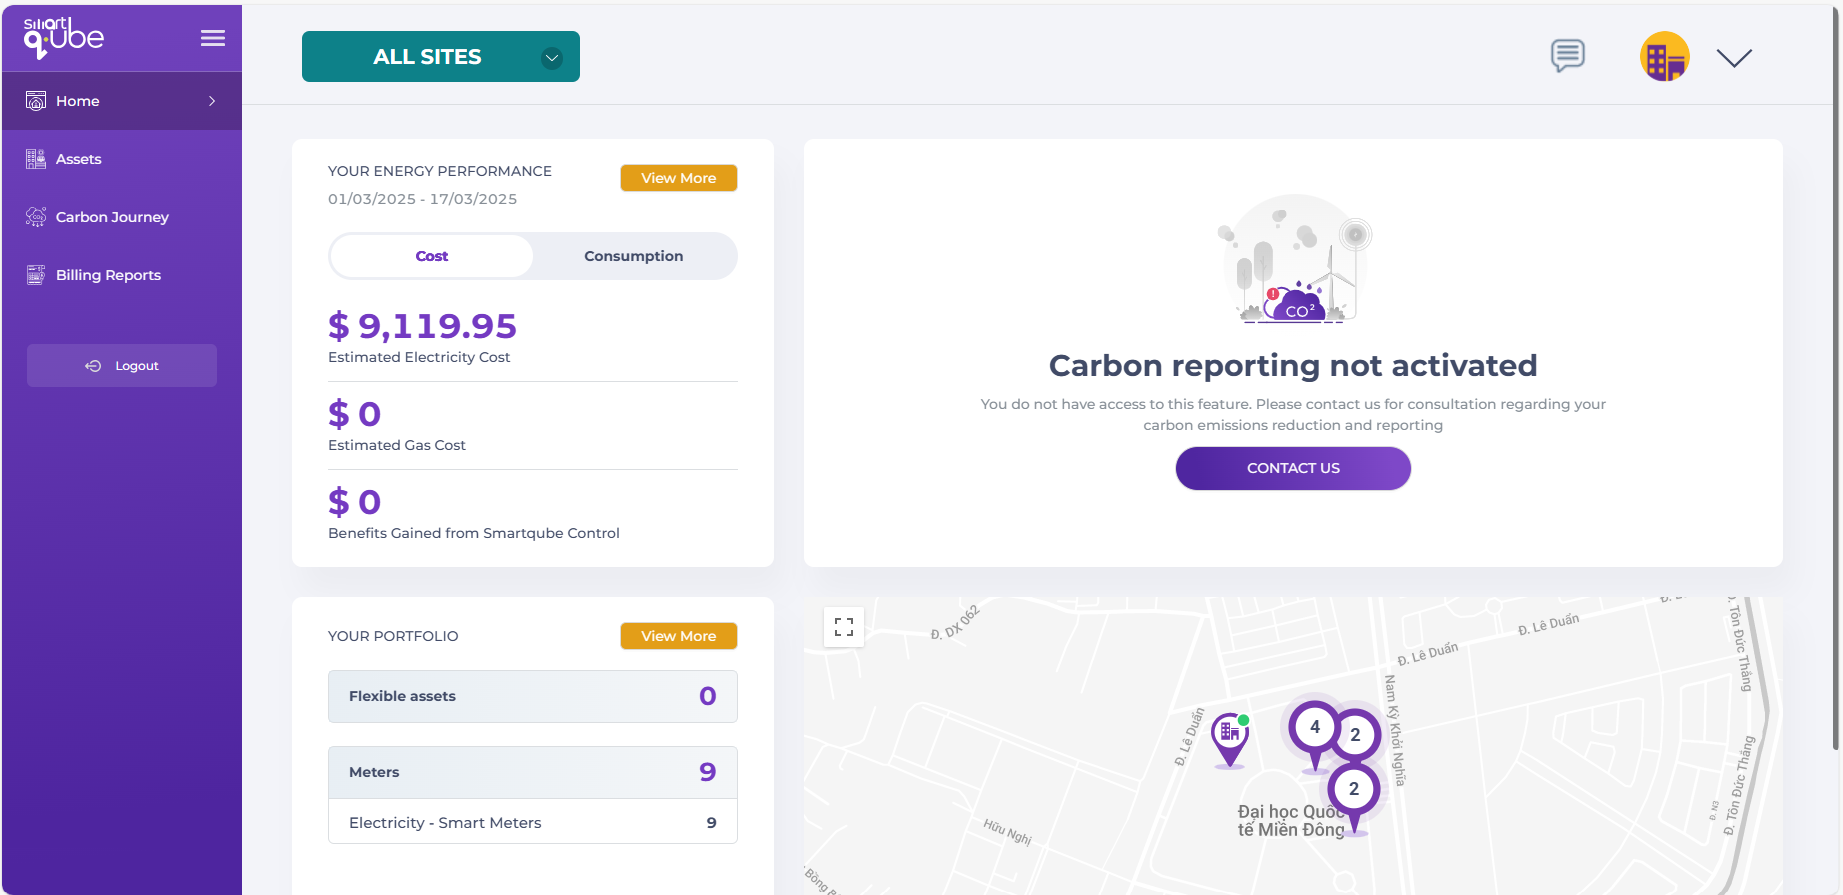 smart
qube
ALL SITES
Home
Assets
Carbon Journey
Billing Reports
Logout
YOUR ENERGY PERFORMANCE
View More
01/03/2025 - 17/03/2025
Cost
Consumption
$ 9,119.95
Estimated Electricity Cost
$ 0
Estimated Gas Cost
$ 0
Benefits Gained from Smartqube Control
CO²
Carbon reporting not activated
You do not have access to this feature. Please contact us for consultation regarding your
carbon emissions reduction and reporting
CONTACT US
YOUR PORTFOLIO
View More
Flexible assets
0
Meters
9
Electricity - Smart Meters
9
Đ. DX 062
Đ. Lê Duẩn
Đ. Lê Duẩn
Đ. Lê Duẩn
Nam Kỳ Khởi Nghĩa
Đ. Tôn Đức Thắng
Đ. Tôn Đức Thắng
Đ. N3
4
2
2
Đại học Quốc
tế Miền Đông
Hữu Nghị